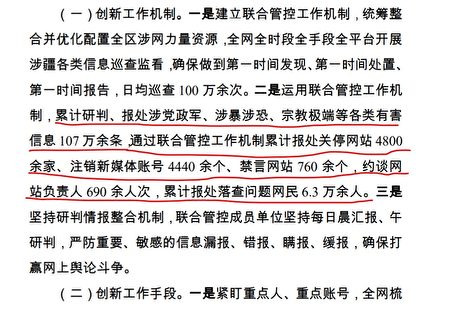 （一）创新工作机制。一是建立联合管控工作机制，统筹整
合并优化配置全区涉网力量资源，全网全时段全手段全平台开展
涉疆各类信息巡查监看，确保做到第一时间发现、第一时间处置、
第一时间报告，日均巡查 100 万余次。二是运用联合管控工作机
制，累计研判、报处涉党政军、涉暴涉恐、宗教极端等各类有害
信息 107 万余条，通过联合管控工作机制累计报处关停网站 4800
余家、注销新媒体账号 4440 余个、禁言网站 760 余个，约谈网
站负责人 690 余人次，累计报处落查问题网民 6.3 万余人。三是
坚持研判情报整合机制，联合管控成员单位坚持每日晨汇报、午
研判，严防重要、敏感的信息漏报、错报、瞒报、缓报，确保打
赢网上舆论斗争。
（二）创新工作手段。一是紧盯重点人、重点账号，全网梳